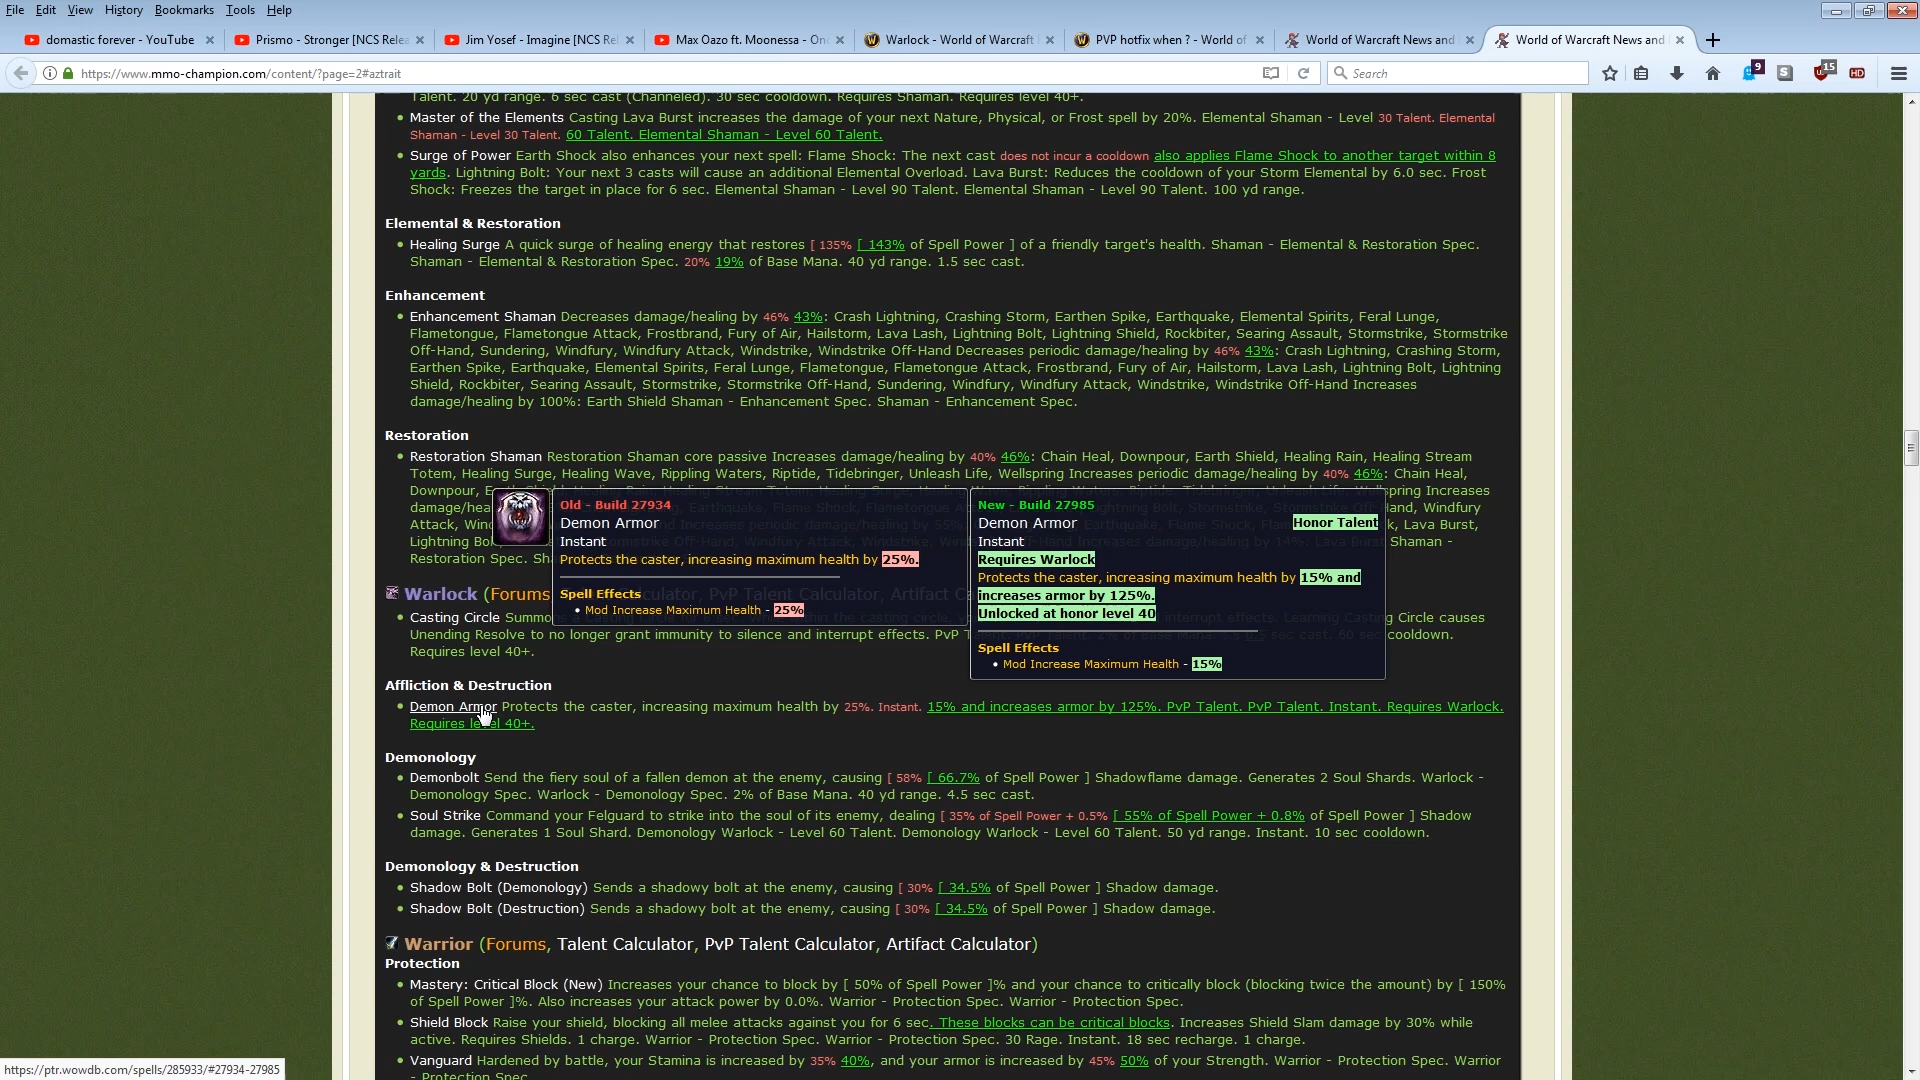 File Edit View History Bookmarks Tools Help
domastic forever - YouTube
Prismo - Stronger [NCS Relea
Jim Yosef - Imagine [NCS Re
Max Oazo ft. Moonessa - On
Warlock - World of Warcraft
PVP hotfix when ? - World of
World of Warcraft News and
World of Warcraft News and
https://www.mmo-champion.com/content/?page=2#aztrait
Search
9
S
15
HD
Talent. 20 yd range. 6 sec cast (Channeled). 30 sec cooldown. Requires Shaman. Requires level 40+.
Master of the Elements Casting Lava Burst increases the damage of your next Nature, Physical, or Frost spell by 20%. Elemental Shaman - Level 30 Talent. Elemental
Shaman - Level 30 Talent. 60 Talent. Elemental Shaman - Level 60 Talent.
Surge of Power Earth Shock also enhances your next spell: Flame Shock: The next cast does not incur a cooldown also applies Flame Shock to another target within 8
yards. Lightning Bolt: Your next 3 casts will cause an additional Elemental Overload. Lava Burst: Reduces the cooldown of your Storm Elemental by 6.0 sec. Frost
Shock: Freezes the target in place for 6 sec. Elemental Shaman - Level 90 Talent. Elemental Shaman - Level 90 Talent. 100 yd range.
Elemental & Restoration
Healing Surge A quick surge of healing energy that restores [ 135% [ 143% of Spell Power ] of a friendly target's health. Shaman - Elemental & Restoration Spec.
Shaman - Elemental & Restoration Spec. 20% 19% of Base Mana. 40 yd range. 1.5 sec cast.
Enhancement
Enhancement Shaman Decreases damage/healing by 46% 43%: Crash Lightning, Crashing Storm, Earthen Spike, Earthquake, Elemental Spirits, Feral Lunge,
Flametongue, Flametongue Attack, Frostbrand, Fury of Air, Hailstorm, Lava Lash, Lightning Bolt, Lightning Shield, Rockbiter, Searing Assault, Stormstrike, Stormstrike
Off-Hand, Sundering, Windfury, Windfury Attack, Windstrike, Windstrike Off-Hand Decreases periodic damage/healing by 46% 43%: Crash Lightning, Crashing Storm,
Earthen Spike, Earthquake, Elemental Spirits, Feral Lunge, Flametongue, Flametongue Attack, Frostbrand, Fury of Air, Hailstorm, Lava Lash, Lightning Bolt, Lightning
Shield, Rockbiter, Searing Assault, Stormstrike, Stormstrike Off-Hand, Sundering, Windfury, Windfury Attack, Windstrike, Windstrike Off-Hand Increases
damage/healing by 100%: Earth Shield Shaman - Enhancement Spec. Shaman - Enhancement Spec.
Restoration
Restoration Shaman Restoration Shaman core passive Increases damage/healing by 40% 46%: Chain Heal, Downpour, Earth Shield, Healing Rain, Healing Stream
Totem, Healing Surge, Healing Wave, Rippling Waters, Riptide, Tidebringer, Unleash Life, Wellspring Increases periodic damage/healing by 40% 46%: Chain Heal,
Old - Build 27934
Demon Armor
Instant
Protects the caster, increasing maximum health by 25%.
Spell Effects
Mod Increase Maximum Health - 25%
New - Build 27985
Demon Armor Honor Talent
Instant
Requires Warlock
Protects the caster, increasing maximum health by 15% and
increases armor by 125%.
Unlocked at honor level 40
Spell Effects
Mod Increase Maximum Health - 15%
Warlock (Forums
Casting Circle
Unending Resolve to no longer grant immunity to silence and interrupt effects. PvP cooldown.
Requires level 40+.
Affliction & Destruction
Demon Armor Protects the caster, increasing maximum health by 25%. Instant. 15% and increases armor by 125%. PvP Talent. PvP Talent. Instant. Requires Warlock.
Requires level 40+.
Demonology
Demonbolt Send the fiery soul of a fallen demon at the enemy, causing [ 58% [ 66.7% of Spell Power ] Shadowflame damage. Generates 2 Soul Shards. Warlock -
Demonology Spec. Warlock - Demonology Spec. 2% of Base Mana. 40 yd range. 4.5 sec cast.
Soul Strike Command your Felguard to strike into the soul of its enemy, dealing [ 35% of Spell Power + 0.5% [ 55% of Spell Power + 0.8% of Spell Power ] Shadow
damage. Generates 1 Soul Shard. Demonology Warlock - Level 60 Talent. Demonology Warlock - Level 60 Talent. 50 yd range. Instant. 10 sec cooldown.
Demonology & Destruction
Shadow Bolt (Demonology) Sends a shadowy bolt at the enemy, causing [ 30% [ 34.5% of Spell Power ] Shadow damage.
Shadow Bolt (Destruction) Sends a shadowy bolt at the enemy, causing [ 30% [ 34.5% of Spell Power ] Shadow damage.
Warrior (Forums, Talent Calculator, PvP Talent Calculator, Artifact Calculator)
Protection
Mastery: Critical Block (New) Increases your chance to block by [ 50% of Spell Power ]% and your chance to critically block (blocking twice the amount) by [ 150%
of Spell Power ]%. Also increases your attack power by 0.0%. Warrior - Protection Spec. Warrior - Protection Spec.
Shield Block Raise your shield, blocking all melee attacks against you for 6 sec. These blocks can be critical blocks. Increases Shield Slam damage by 30% while
active. Requires Shields. 1 charge. Warrior - Protection Spec. Warrior - Protection Spec. 30 Rage. Instant. 18 sec recharge. 1 charge.
Vanguard Hardened by battle, your Stamina is increased by 35% 40%, and your armor is increased by 45% 50% of your Strength. Warrior - Protection Spec. Warrior
- Protection Spec.
https://ptr.wowdb.com/spells/285933/#27934-27985